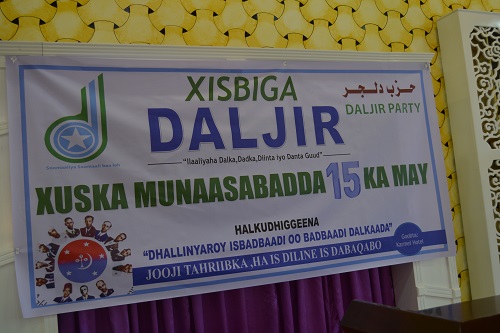 XISBIGA
DALJIR
"Ilaaliyaha Dalka,Dadka,Diinta iyo Danta Guud"
حزب دلجر
DALJIR PARTY
XUSKA MUNAASABADDA 15 KA MAY
HALKUDHIGGEENA
"DHALLINYAROY ISBADBAADI OO BADBAADI DALKAADA"
JOOJI TAHRIIBKA ,HA IS DILINE IS DABAQABO